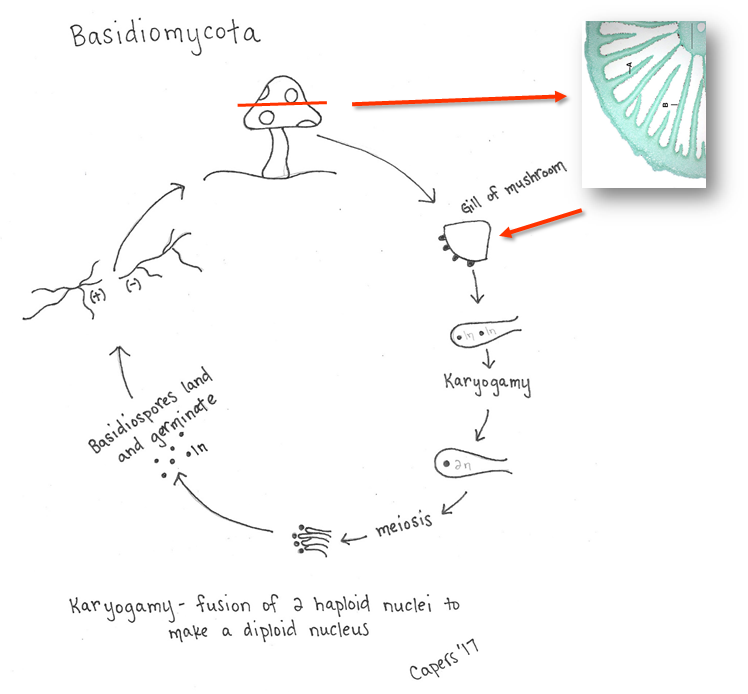 Basidiomycota
A
B
Gill of mushroom
1n 1n
Karyogamy
2n
meiosis
1n
Basidiospores land
and germinate
(+) (-)
Karyogamy - fusion of 2 haploid nuclei to
make a diploid nucleus
Capers '17